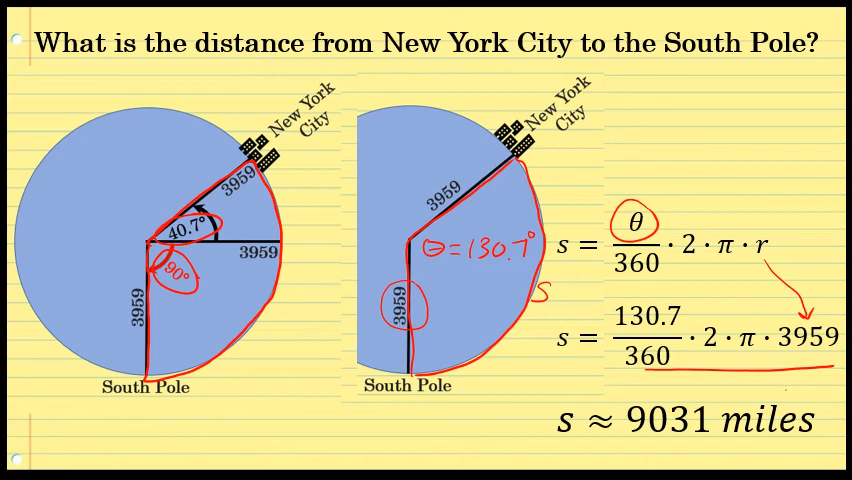 What is the distance from New York City to the South Pole?
New York
City
3959
40.7°
3959
90°
3959
South Pole
New York
City
3959
θ = 130.7°
3959
S
South Pole
s = θ/360 · 2 · π · r
s = 130.7/360 · 2 · π · 3959
s ≈ 9031 miles